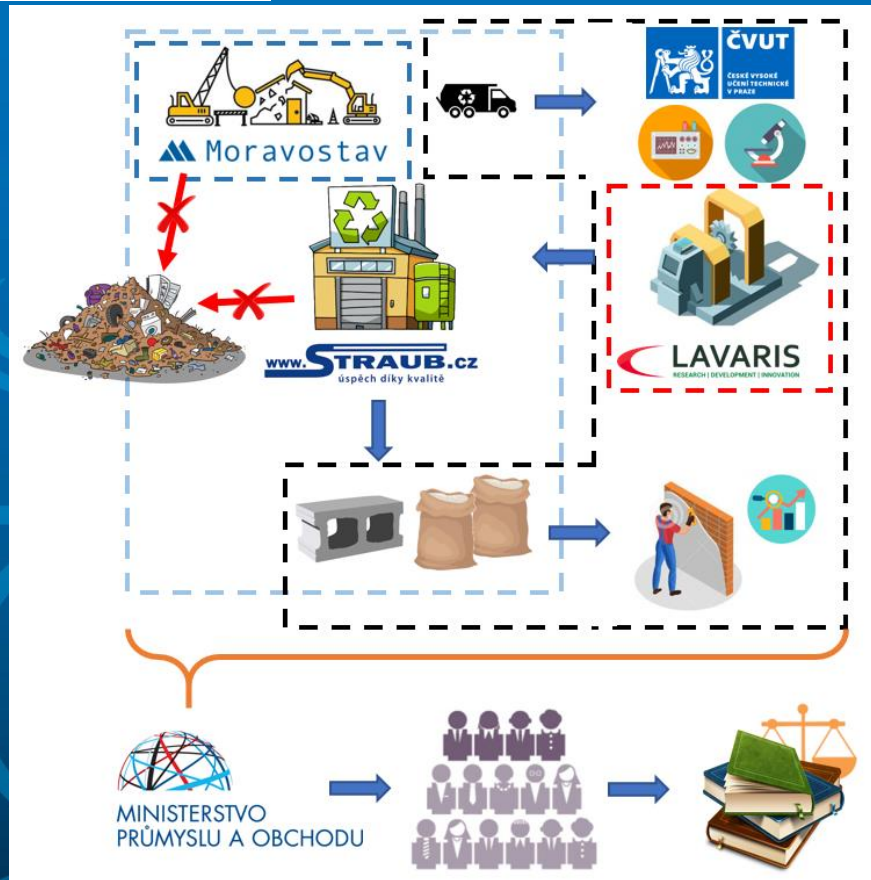 ČVUT
ČESKÉ VYSOKÉ
UČENÍ TECHNICKÉ
V PRAZE
Moravostav
www.STRAUB.cz
úspěch díky kvalitě
LAVARIS
RESEARCH | DEVELOPMENT | INNOVATION
MINISTERSTVO
PRŮMYSLU A OBCHODU